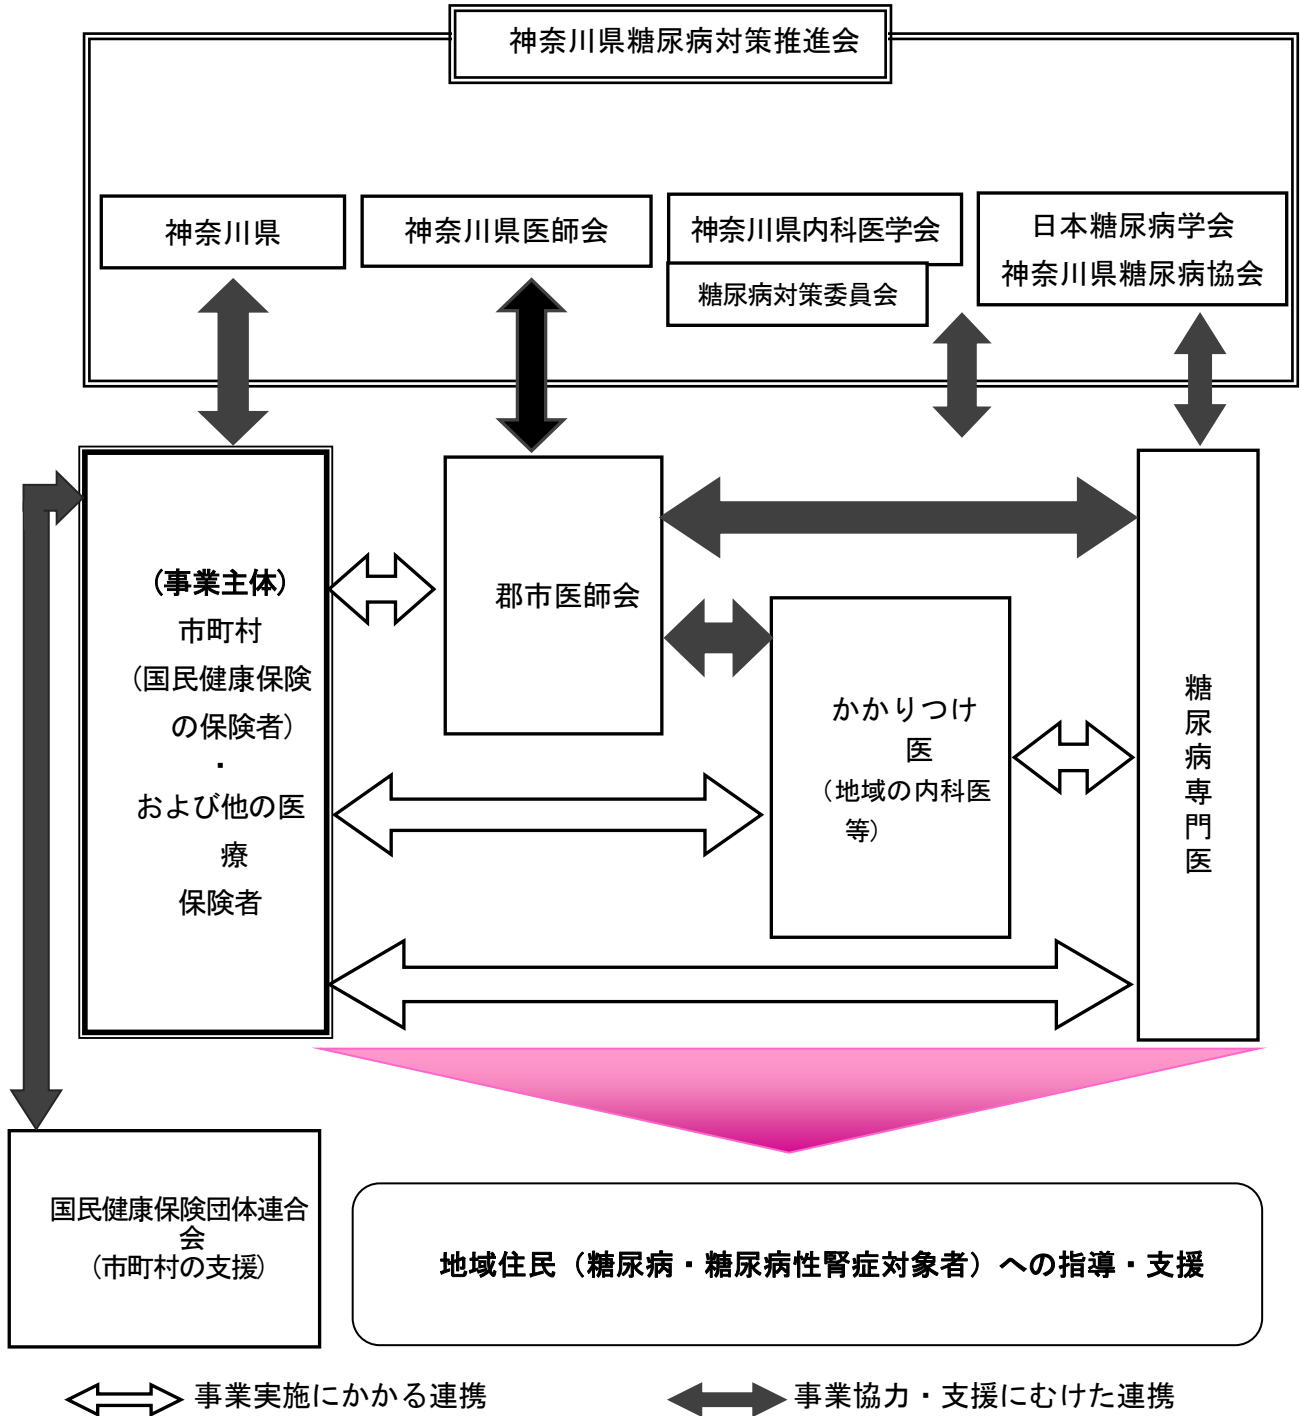 神奈川県糖尿病対策推進会
神奈川県
神奈川県医師会
神奈川県内科医学会
糖尿病対策委員会
日本糖尿病学会
神奈川県糖尿病協会
(事業主体)
市町村
(国民健康保険
の保険者)
・
および他の医
療
保険者
郡市医師会
かかりつけ
医
(地域の内科医
等)
糖尿病専門医
国民健康保険団体連合
会
(市町村の支援)
地域住民（糖尿病・糖尿病性腎症対象者）への指導・支援
事業実施にかかる連携
事業協力・支援にむけた連携